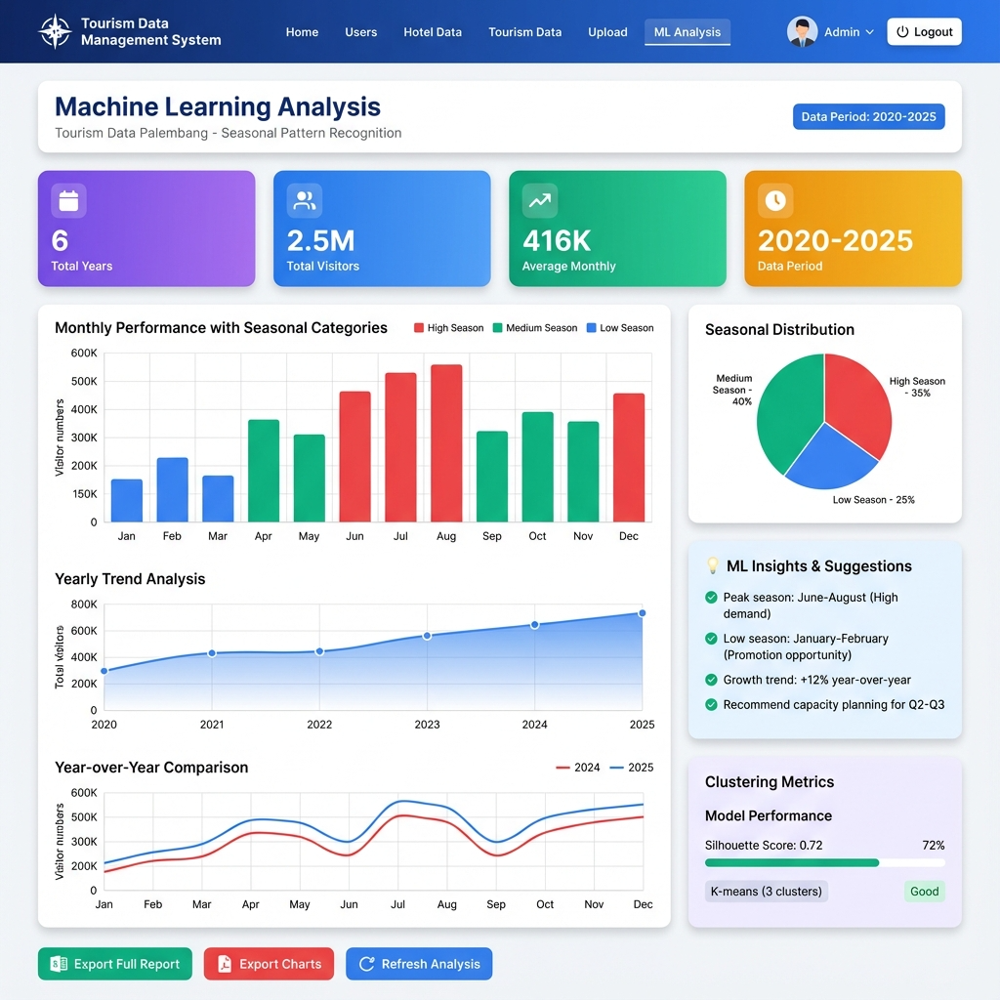 Tourism Data
Management System
Home
Users
Hotel Data
Tourism Data
Upload
ML Analysis
Admin
Logout
Machine Learning Analysis
Tourism Data Palembang - Seasonal Pattern Recognition
Data Period: 2020-2025
6
Total Years
2.5M
Total Visitors
416K
Average Monthly
2020-2025
Data Period
Monthly Performance with Seasonal Categories
High Season
Medium Season
Low Season
Visitor numbers
600K
500K
400K
300K
200K
150K
0
Jan Feb Mar Apr May Jun Jul Aug Sep Oct Nov Dec
Yearly Trend Analysis
Total visitors
800K
600K
400K
200K
0
2020 2021 2022 2023 2024 2025
Year-over-Year Comparison
2024
2025
Visitor numbers
600K
500K
300K
200K
0
Jan Feb Mar Apr May Jun Jul Aug Sep Oct Nov Dec
Seasonal Distribution
Medium
Season -
40%
High Season
- 35%
Low Season - 25%
ML Insights & Suggestions
Peak season: June-August (High
demand)
Low season: January-February
(Promotion opportunity)
Growth trend: +12% year-over-year
Recommend capacity planning for Q2-Q3
Clustering Metrics
Model Performance
Silhouette Score: 0.72
72%
K-means (3 clusters)
Good
Export Full Report
Export Charts
Refresh Analysis